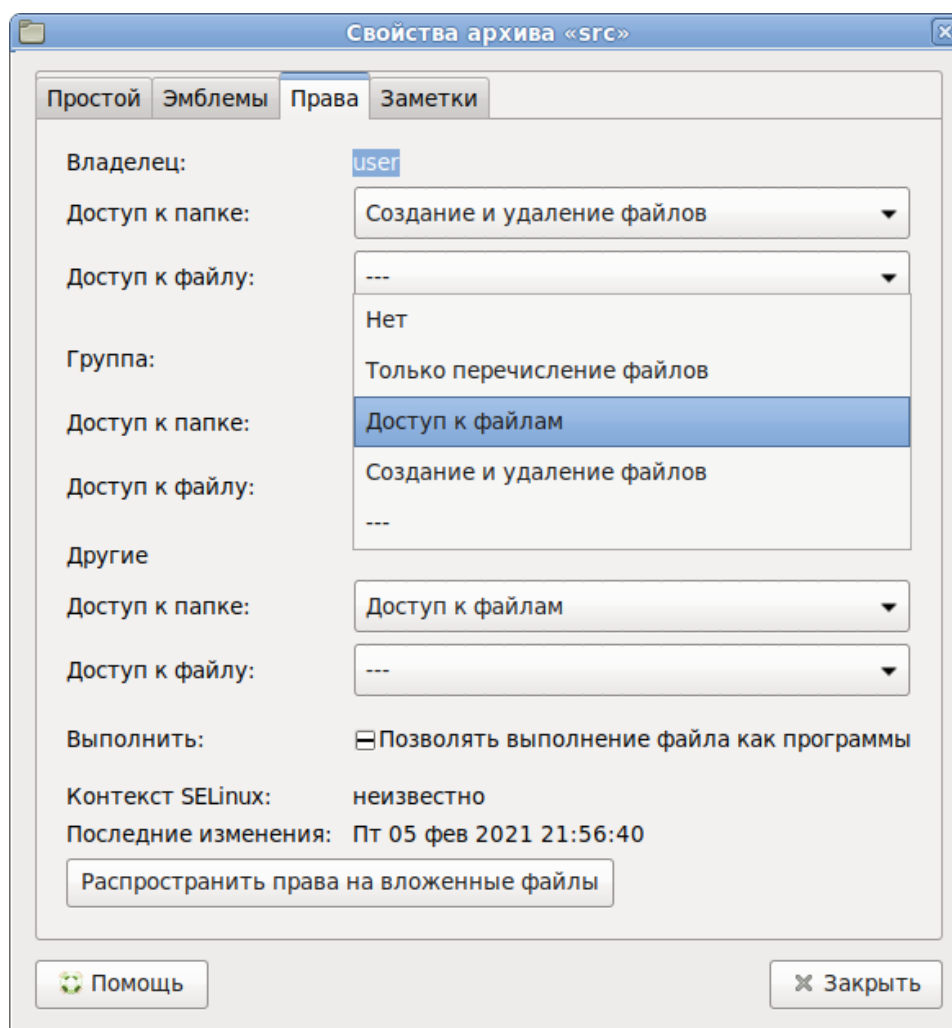 Свойства архива «src»
Простой Эмблемы Права Заметки
Владелец: user
Доступ к папке: Создание и удаление файлов
Доступ к файлу: ---
Нет
Группа:
Только перечисление файлов
Доступ к папке: Доступ к файлам
Создание и удаление файлов
Доступ к файлу:
---
Другие
Доступ к папке: Доступ к файлам
Доступ к файлу: ---
Выполнить: Позволять выполнение файла как программы
Контекст SELinux: неизвестно
Последние изменения: Пт 05 фев 2021 21:56:40
Распространить права на вложенные файлы
Помощь Закрыть